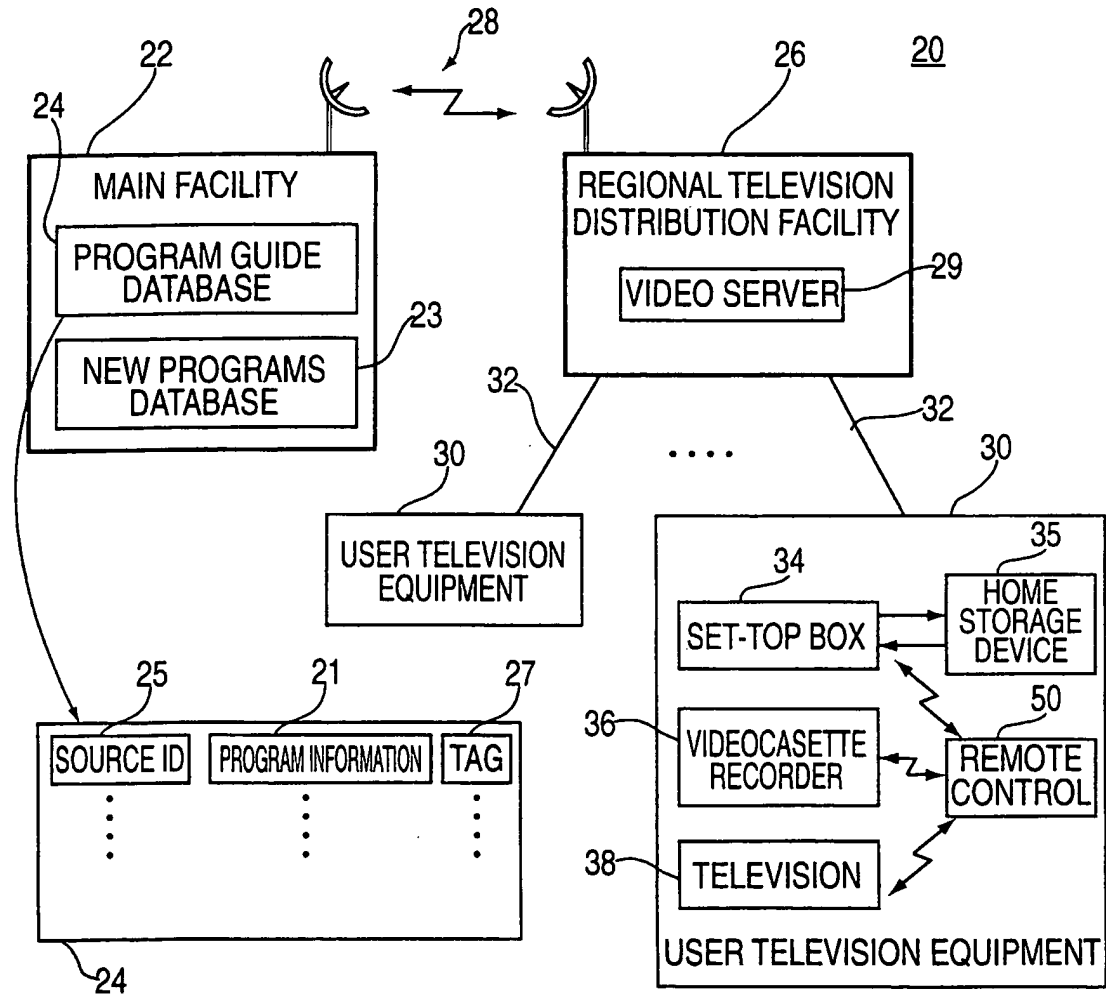 28
22
26
20
24
MAIN FACILITY
PROGRAM GUIDE
DATABASE
23
NEW PROGRAMS
DATABASE
REGIONAL TELEVISION
DISTRIBUTION FACILITY
29
VIDEO SERVER
32
32
30
USER TELEVISION
EQUIPMENT
30
34
SET-TOP BOX
35
HOME
STORAGE
DEVICE
36
VIDEOCASETTE
RECORDER
50
REMOTE
CONTROL
38
TELEVISION
USER TELEVISION EQUIPMENT
25
21
27
SOURCE ID
PROGRAM INFORMATION
TAG
24